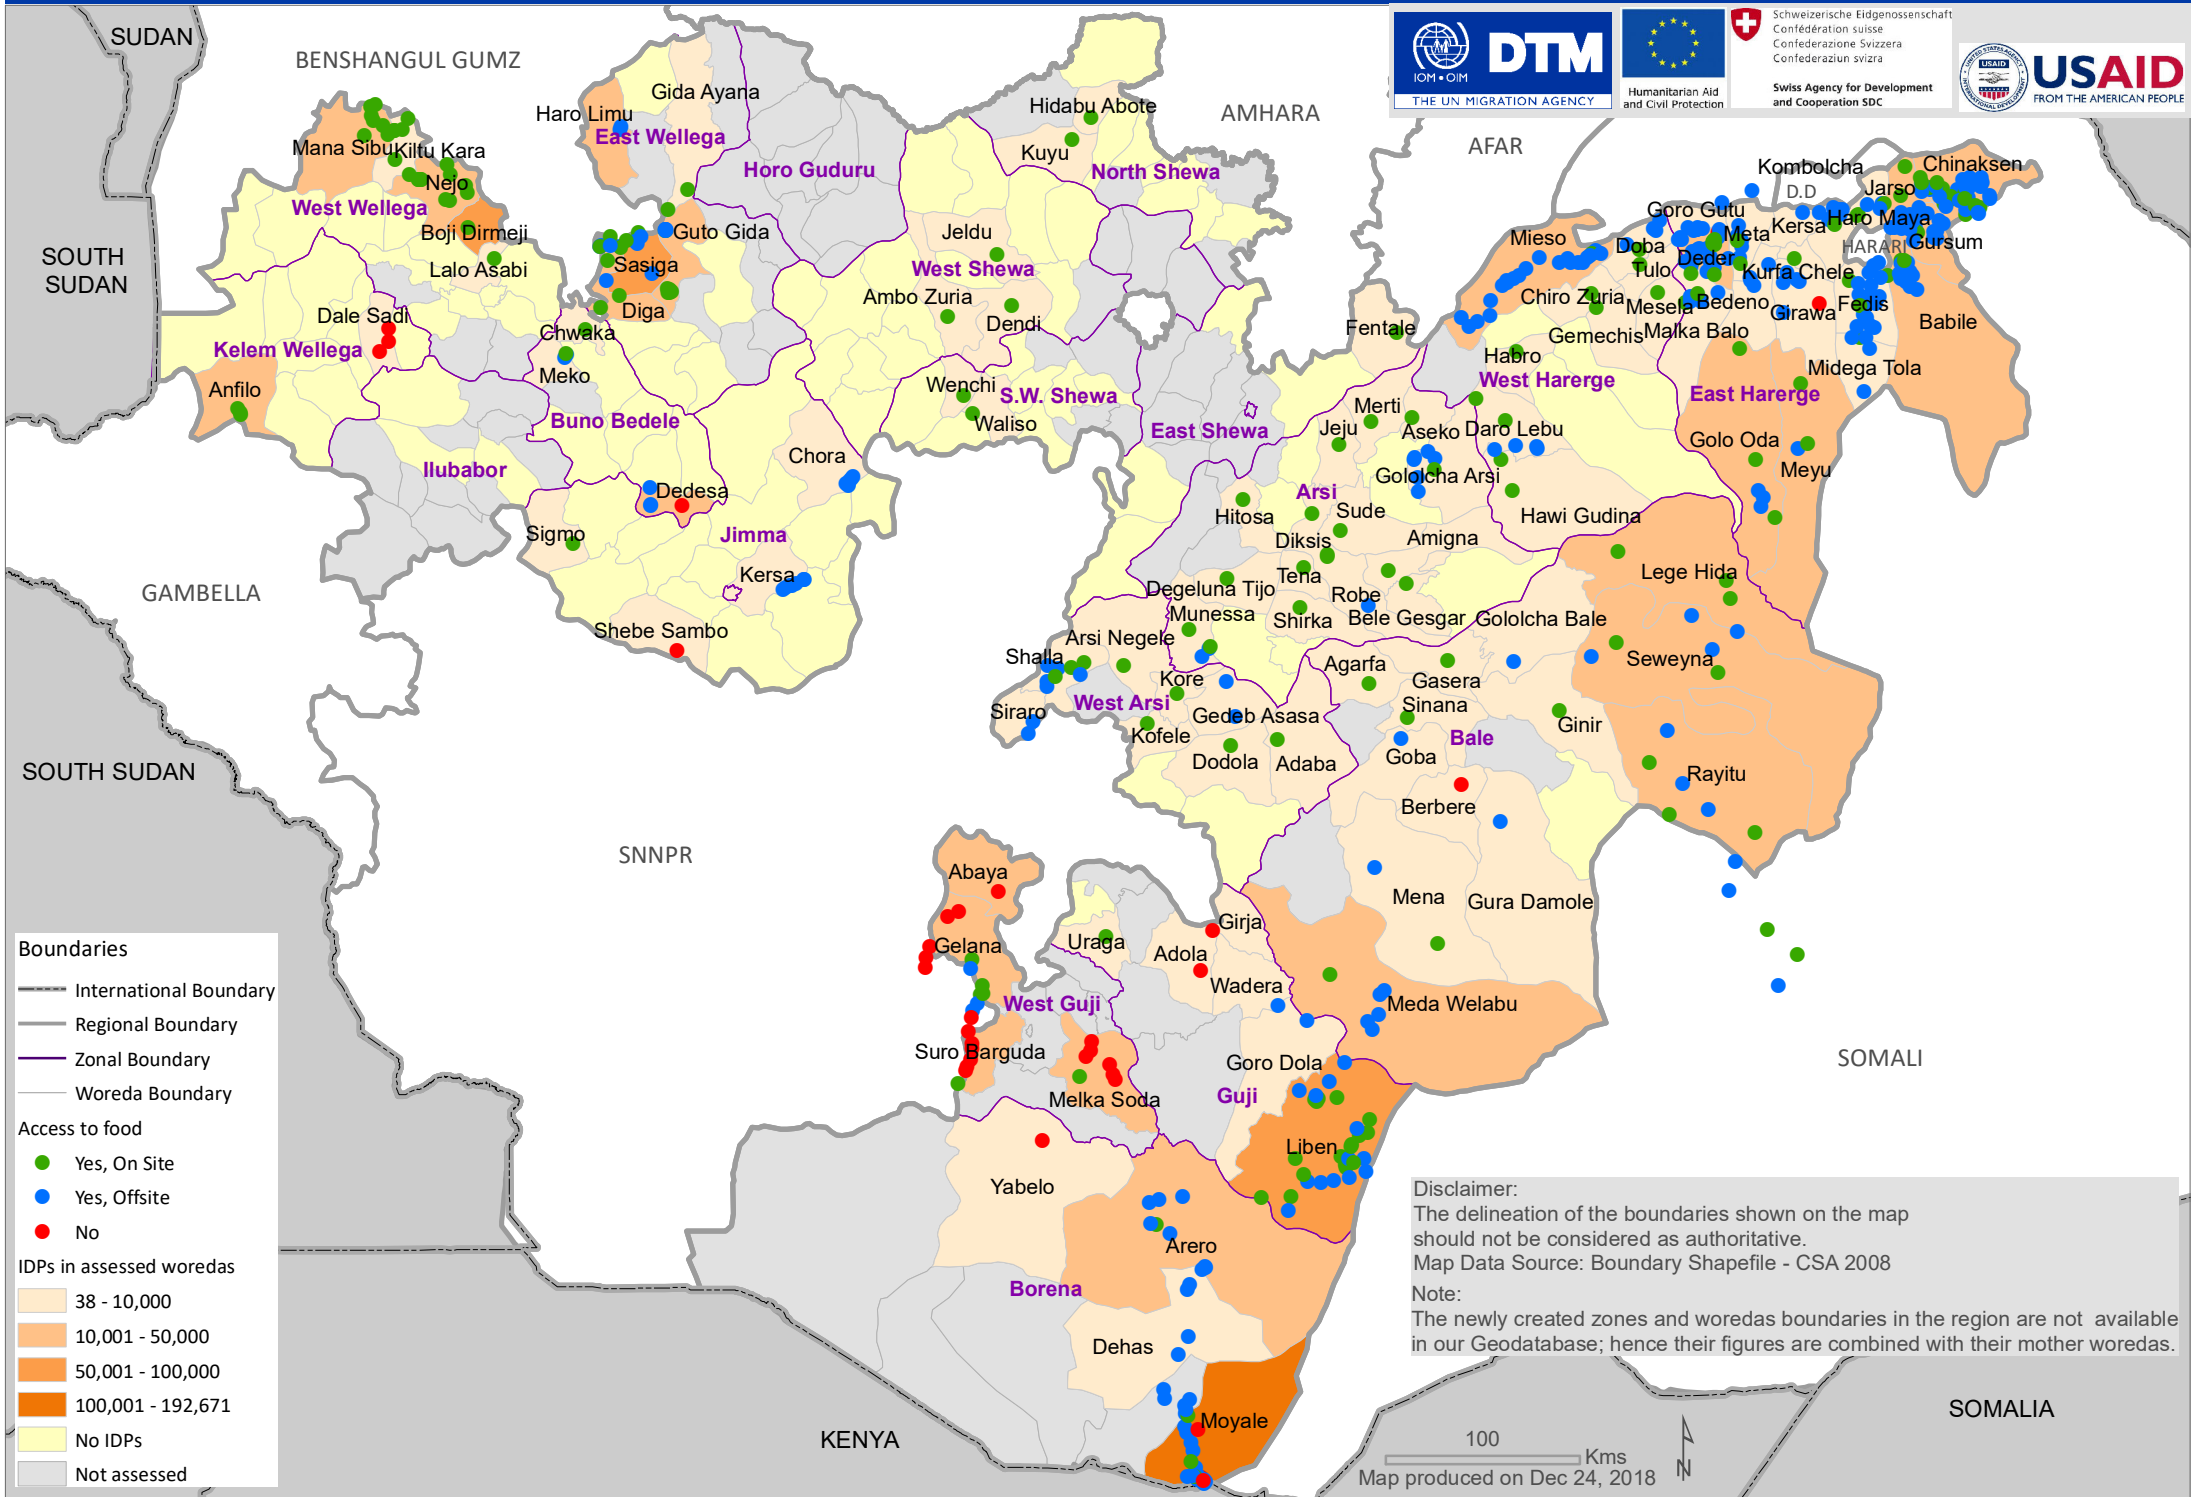 SUDAN
BENSHANGUL GUMZ
IOM • OIM
DTM
THE UN MIGRATION AGENCY
Humanitarian Aid
and Civil Protection
Schweizerische Eidgenossenschaft
Confédération suisse
Confederazione Svizzera
Confederaziun svizra
Swiss Agency for Development
and Cooperation SDC
USAID
USAID
FROM THE AMERICAN PEOPLE
Gida Ayana
Haro Limu
East Wellega
Hidabu Abote
AMHARA
AFAR
Mana Sibu
Kiltu Kara
Kuyu
Horo Guduru
North Shewa
Kombolcha
Chinaksen
D.D
Jarso
Nejo
West Wellega
Goro Gutu
Haro Maya
Boji Dirmeji
Guto Gida
Jeldu
Mieso
Doba
Meta
Kersa
HARARI
Gursum
SOUTH
SUDAN
Lalo Asabi
Sasiga
West Shewa
Tulo
Deder
Kurfa Chele
Dale Sadi
Diga
Ambo Zuria
Dendi
Chiro Zuria
Mesela
Bedeno
Girawa
Fedis
Babile
Kelem Wellega
Chwaka
Fentale
Gemechis
Malka Balo
Meko
Habro
Midega Tola
Anfilo
Wenchi
S.W. Shewa
West Harerge
East Harerge
Buno Bedele
Waliso
East Shewa
Merti
Jeju
Aseko
Daro Lebu
Golo Oda
Ilubabor
Chora
Gololcha Arsi
Meyu
Dedesa
Arsi
Sigmo
Jimma
Hitosa
Sude
Hawi Gudina
Diksis
Amigna
Kersa
Tena
Lege Hida
GAMBELLA
Degeluna Tijo
Robe
Munessa
Shirka
Bele Gesgar
Gololcha Bale
Shebe Sambo
Arsi Negele
Shalla
Agarfa
Seweyna
Kore
Gasera
West Arsi
Sinana
Siraro
Gedeb Asasa
Ginir
Kofele
Bale
Goba
SOUTH SUDAN
Dodola
Adaba
Rayitu
Berbere
SNNPR
Abaya
Mena
Gura Damole
Girja
Gelana
Uraga
Adola
Wadera
West Guji
Meda Welabu
Suro Barguda
Goro Dola
SOMALI
Melka Soda
Guji
Liben
Yabelo
Arero
Borena
Dehas
Moyale
KENYA
SOMALIA
Boundaries
International Boundary
Regional Boundary
Zonal Boundary
Woreda Boundary
Access to food
Yes, On Site
Yes, Offsite
No
IDPs in assessed woredas
38 - 10,000
10,001 - 50,000
50,001 - 100,000
100,001 - 192,671
No IDPs
Not assessed
Disclaimer:
The delineation of the boundaries shown on the map
should not be considered as authoritative.
Map Data Source: Boundary Shapefile - CSA 2008
Note:
The newly created zones and woredas boundaries in the region are not available
in our Geodatabase; hence their figures are combined with their mother woredas.
100
Kms
N
Map produced on Dec 24, 2018